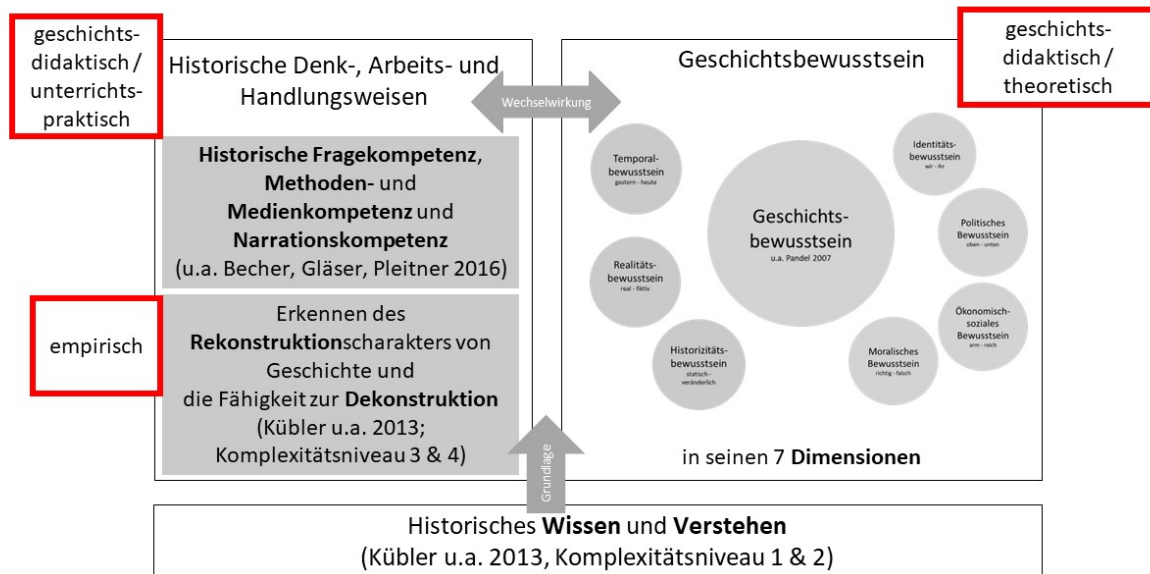 geschichts-
didaktisch /
unterrichts-
praktisch
Historische Denk-, Arbeits- und
Handlungsweisen
Historische Fragekompetenz,
Methoden- und
Medienkompetenz und
Narrationskompetenz
(u.a. Becher, Gläser, Pleitner 2016)
empirisch
Erkennen des
Rekonstruktionscharakters von
Geschichte und
die Fähigkeit zur Dekonstruktion
(Kübler u.a. 2013;
Komplexitätsniveau 3 & 4)
Wechselwirkung
Geschichtsbewusstsein
geschichts-
didaktisch /
theoretisch
Temporal-
bewusstsein
gestern - heute
Realitäts-
bewusstsein
real - fiktiv
Historizitäts-
bewusstsein
statisch -
veränderlich
Geschichts-
bewusstsein
u.a. Pandel 2007
Identitäts-
bewusstsein
wir - ihr
Politisches
Bewusstsein
oben - unten
Ökonomisch-
soziales
Bewusstsein
arm - reich
Moralisches
Bewusstsein
richtig - falsch
in seinen 7 Dimensionen
Grundlage
Historisches Wissen und Verstehen
(Kübler u.a. 2013, Komplexitätsniveau 1 & 2)